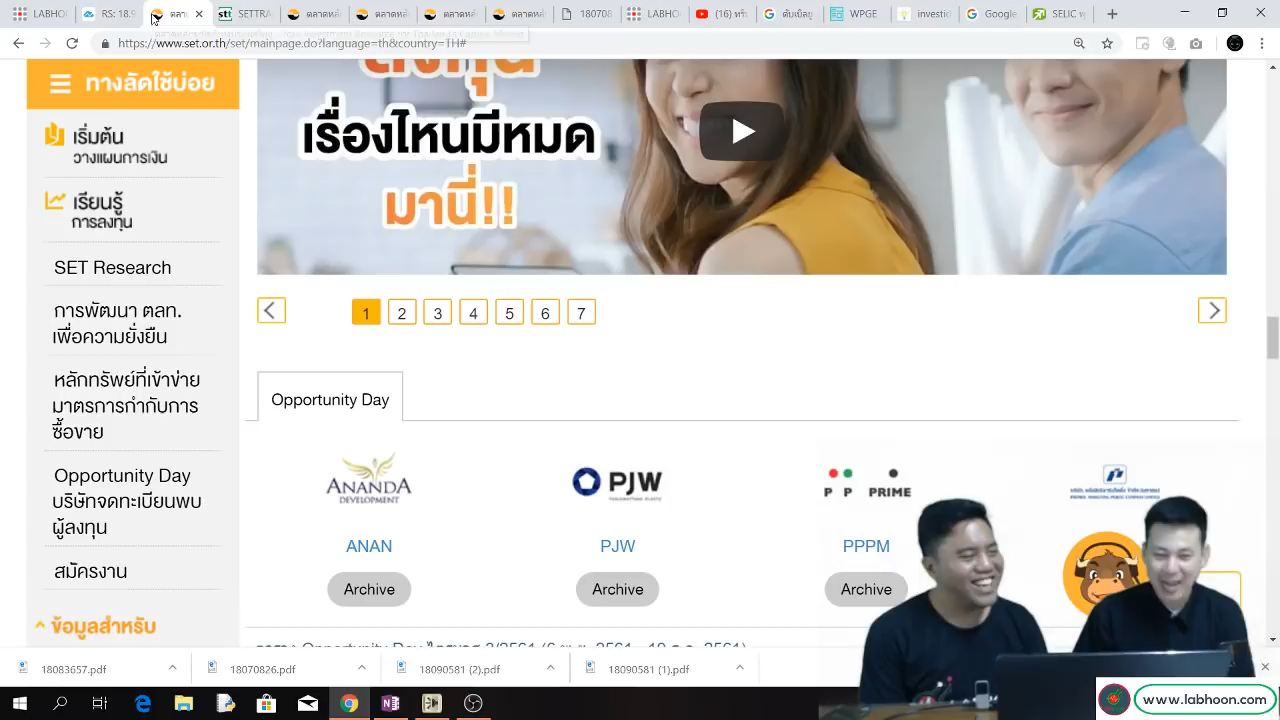 LABHO
SS: 18.9
ตลา
SETTRA
ตลาดหลั
ตลาดหลั
ตลาดหลั
ตลาดหลั
180708
LABHO
(16) ทรั
Google
SELIC
WPGE
investi
https://www.set.or.th/set/mainpage.do?language=th&country=TH#
ทางลัดใช้บ่อย
ลงทุน
เรื่องไหนมีหมด
มานี่!!
เริ่มต้น
วางแผนการเงิน
เรียนรู้
การลงทุน
SET Research
การพัฒนา ตลท.
เพื่อความยั่งยืน
หลักทรัพย์ที่เข้าข่าย
มาตรการกำกับการ
ซื้อขาย
Opportunity Day
บริษัทจดทะเบียนพบ
ผู้ลงทุน
สมัครงาน
ข้อมูลสำหรับ
1 2 3 4 5 6 7
Opportunity Day
ANANDA
DEVELOPMENT
PJW
P P PRIME
ANAN
PJW
PPPM
Archive
Archive
Archive
18083657.pdf
18070826.pdf
18090581 (2).pdf
18090581 (1).pdf
www.labhoon.com